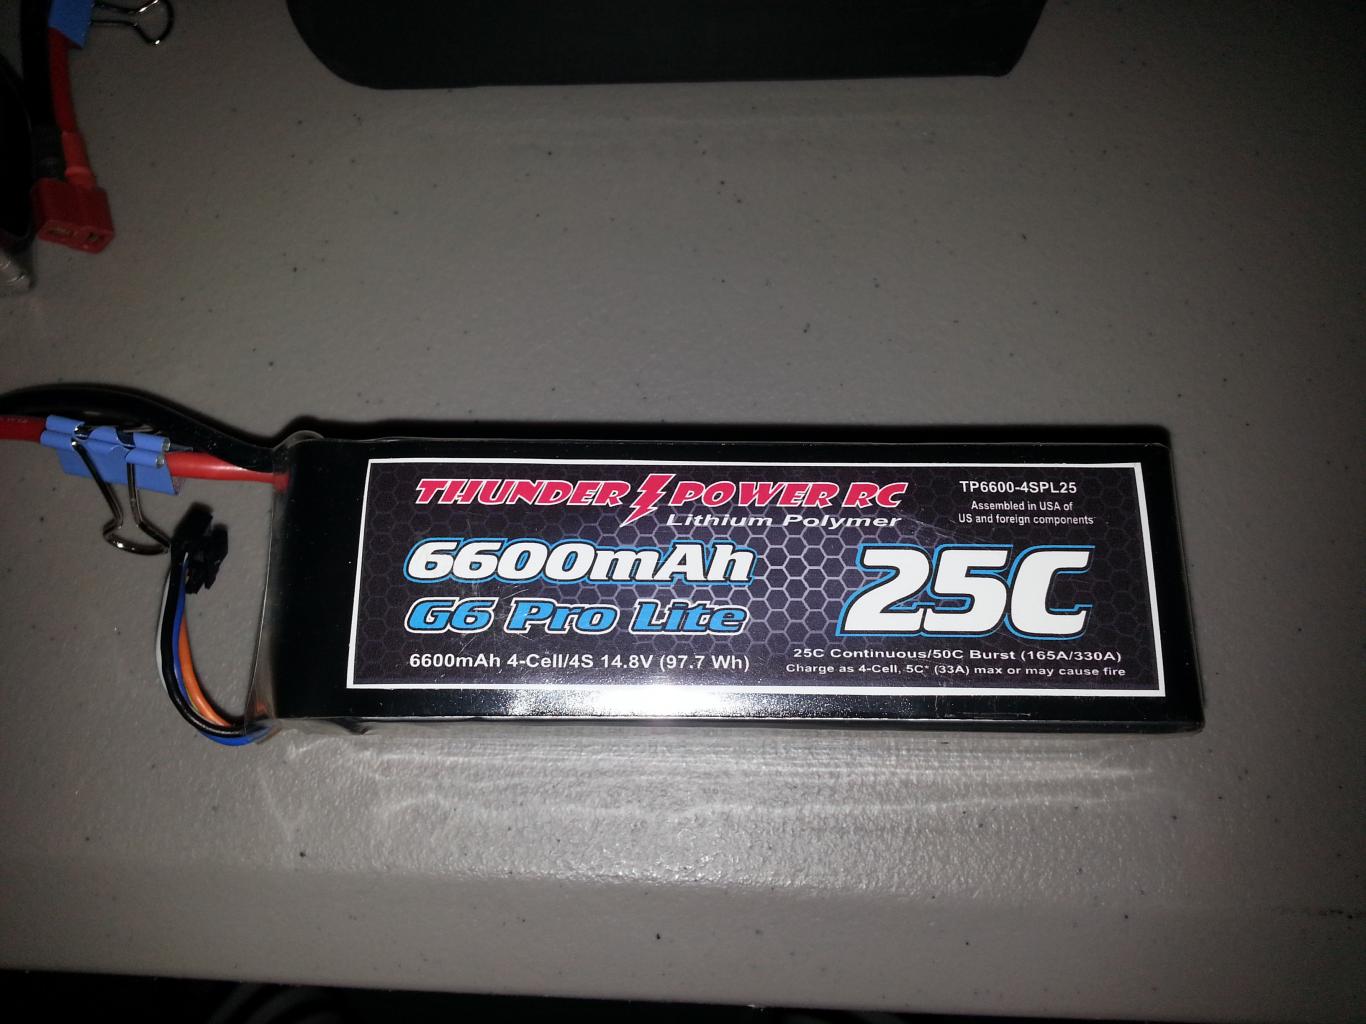 THUNDER POWER RC
Lithium Polymer
TP6600-4SPL25
Assembled in USA of
US and foreign components
6600mAh
G6 Pro Lite
25C
6600mAh 4-Cell/4S 14.8V (97.7 Wh)
25C Continuous/50C Burst (165A/330A)
Charge as 4-Cell, 5C* (33A) max or may cause fire